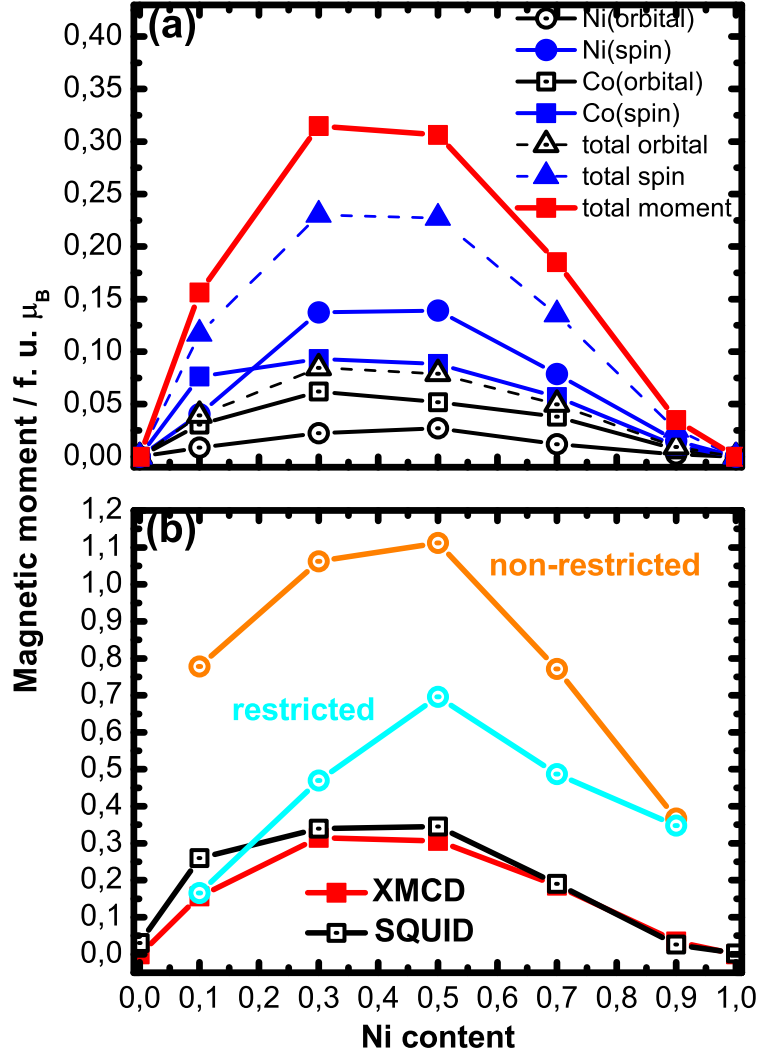 (a)
Ni(orbital)
Ni(spin)
Co(orbital)
Co(spin)
total orbital
total spin
total moment
0,40
0,35
0,30
0,25
0,20
0,15
0,10
0,05
0,00
Magnetic moment / f. u. μB
(b)
1,2
1,1
1,0
0,9
0,8
0,7
0,6
0,5
0,4
0,3
0,2
0,1
0,0
non-restricted
restricted
XMCD
SQUID
0,0 0,1 0,2 0,3 0,4 0,5 0,6 0,7 0,8 0,9 1,0
Ni content